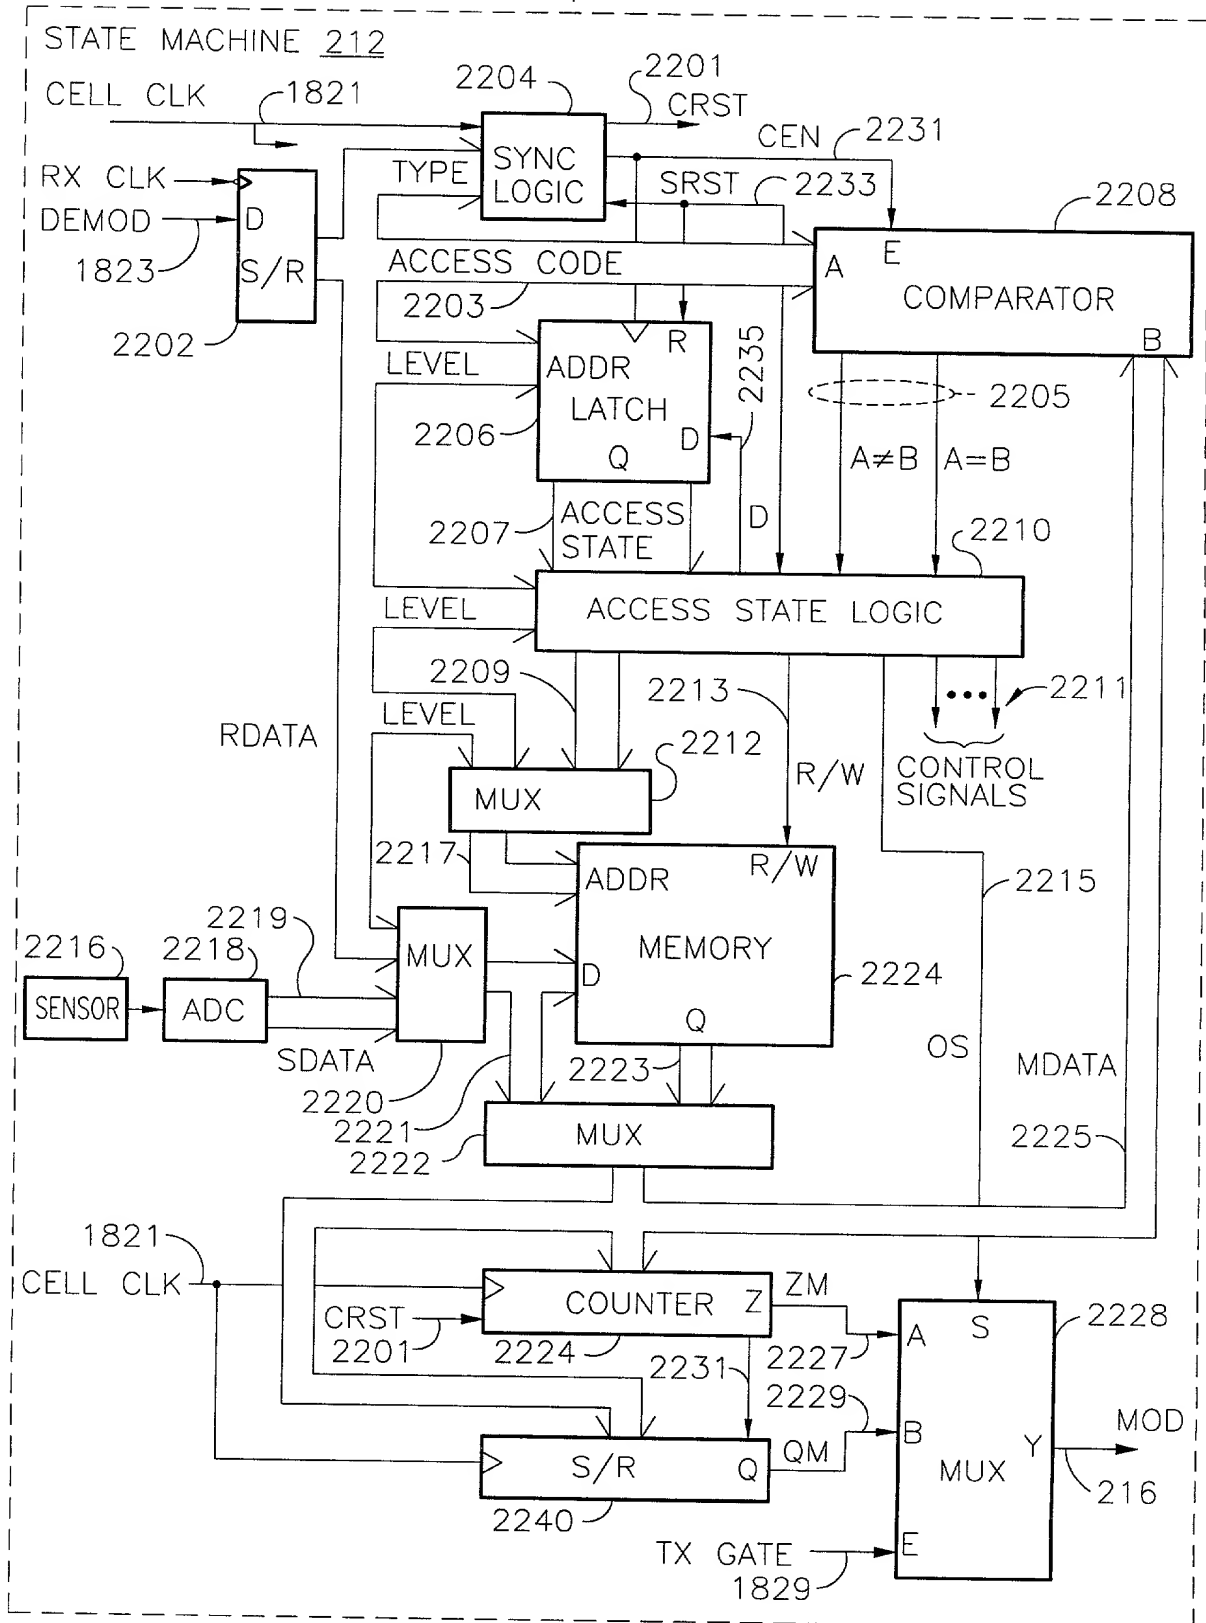 STATE MACHINE 212
CELL CLK
1821
2204
2201
CRST
CEN
2231
RX CLK
DEMOD
1823
D
S/R
2202
TYPE
SYNC
LOGIC
SRST
2233
2208
ACCESS CODE
2203
A
E
COMPARATOR
B
LEVEL
ADDR
R
LATCH
2206
D
Q
2235
2205
A≠B
A=B
2207
ACCESS
STATE
D
2210
ACCESS STATE LOGIC
LEVEL
2209
2213
2211
RDATA
LEVEL
2212
R/W
CONTROL
SIGNALS
MUX
2217
ADDR
R/W
2215
2216
2218
2219
MUX
MEMORY
2224
SENSOR
ADC
D
Q
SDATA
2220
2223
OS
MDATA
2221
2222
MUX
2225
1821
CELL CLK
COUNTER
Z
ZM
CRST
2201
2224
2231
2227
A
S
2228
2229
B
S/R
Q
QM
MUX
Y
MOD
216
2240
TX GATE
1829
E